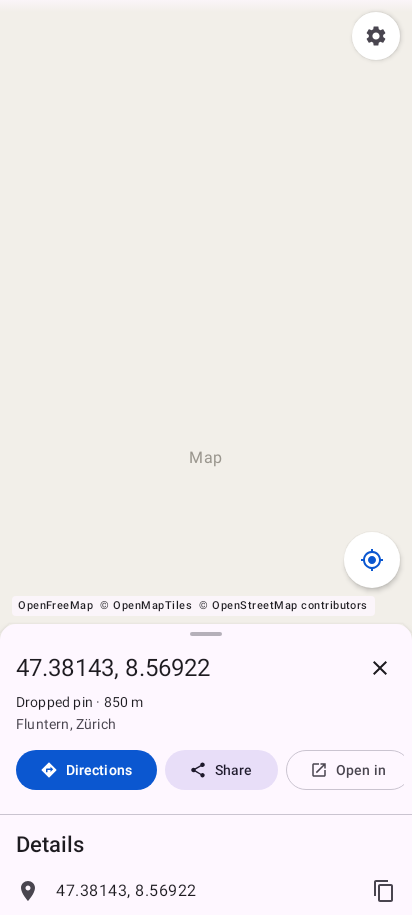 Map
OpenFreeMap © OpenMapTiles © OpenStreetMap contributors
47.38143, 8.56922
Dropped pin · 850 m
Fluntern, Zürich
Directions Share Open in
Details
47.38143, 8.56922